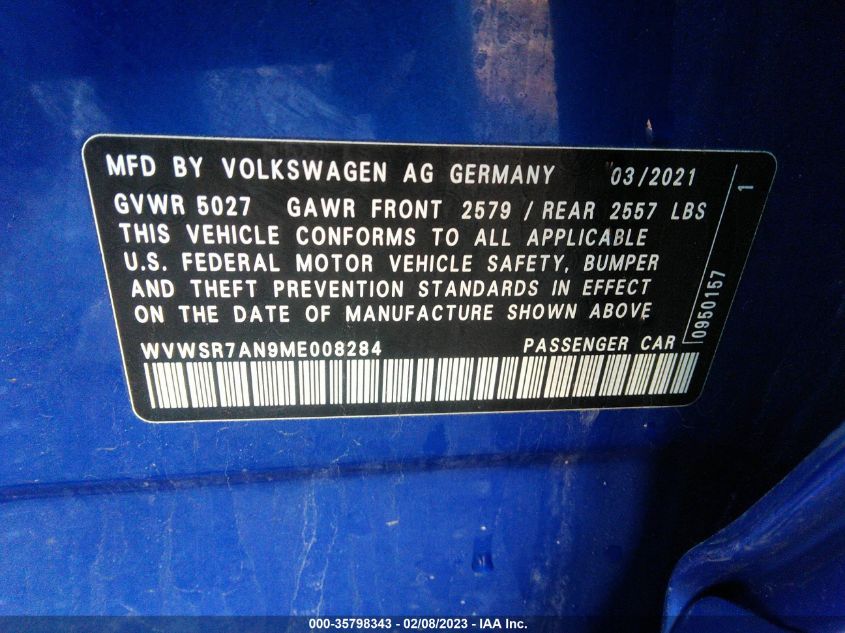 MFD BY VOLKSWAGEN AG GERMANY 03/2021
GVWR 5027 GAWR FRONT 2579 / REAR 2557 LBS
THIS VEHICLE CONFORMS TO ALL APPLICABLE
U.S. FEDERAL MOTOR VEHICLE SAFETY, BUMPER
AND THEFT PREVENTION STANDARDS IN EFFECT
ON THE DATE OF MANUFACTURE SHOWN ABOVE
WVWSR7AN9ME008284 PASSENGER CAR
0950157
1
000-35798343 — 02/08/2023 — IAA Inc.